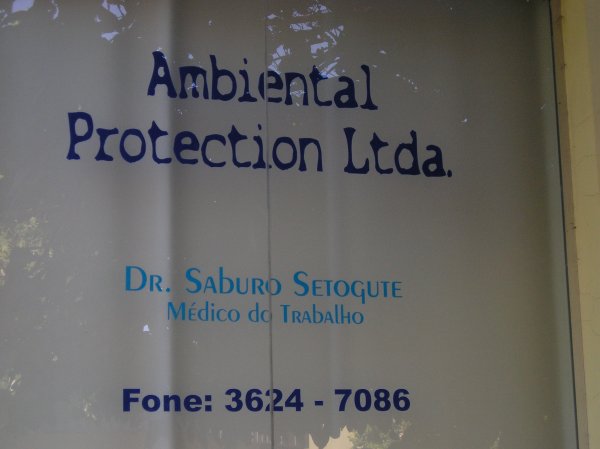 Ambiental
Protection Ltda.
DR. SABURO SETOGUTE
MÉDICO DO TRABALHO
Fone: 3624 - 7086